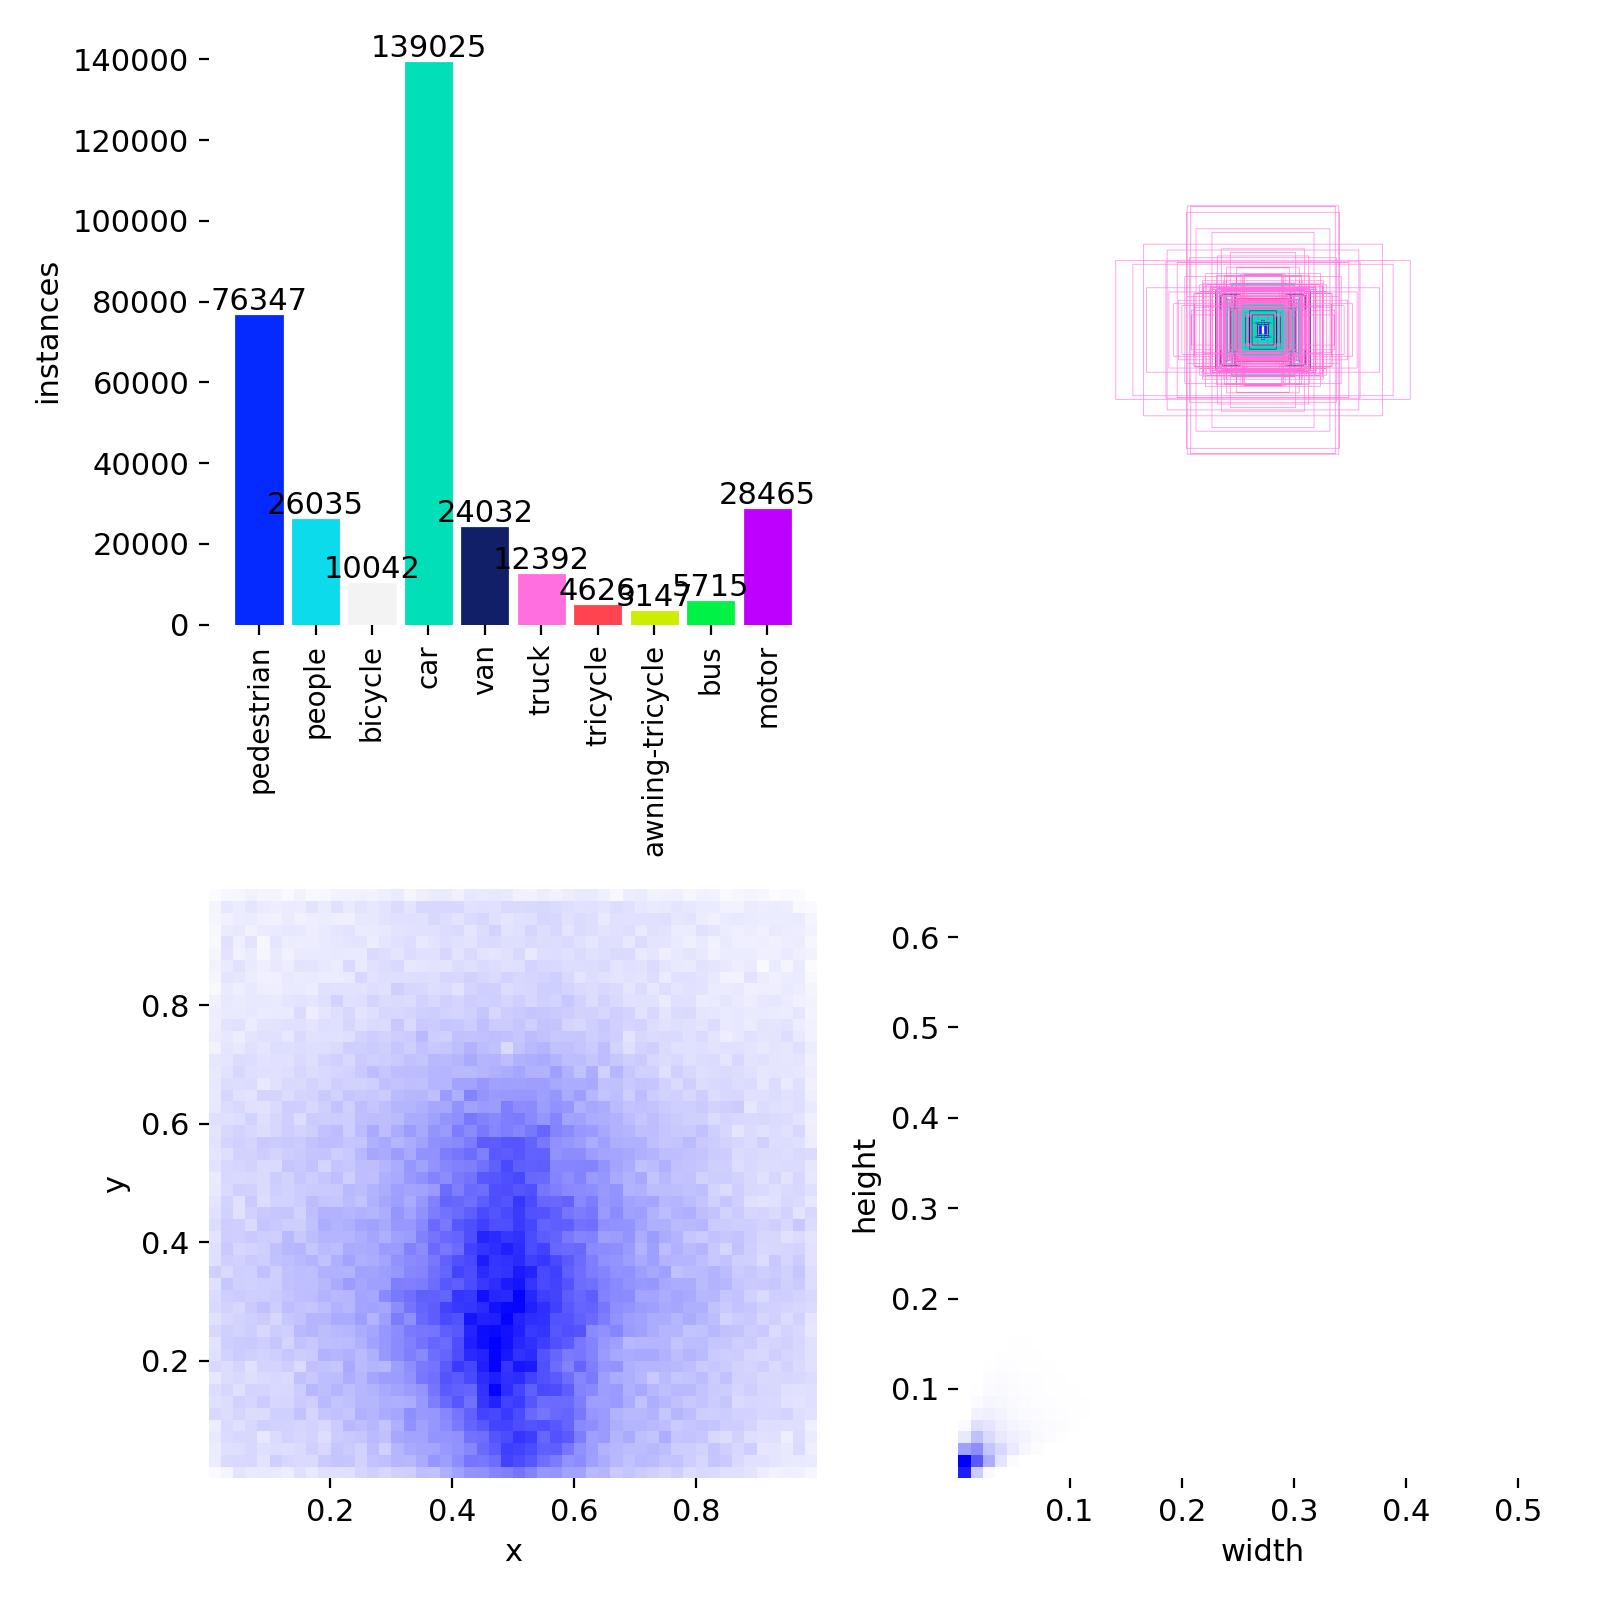 139025
140000
120000
100000
80000
76347
60000
40000
28465
26035
24032
20000
12392
10042
5715
4626
3147
0
instances
pedestrian
people
bicycle
car
van
truck
tricycle
awning-tricycle
bus
motor
0.8
0.6
0.4
0.2
y
0.2 0.4 0.6 0.8
x
0.6
0.5
0.4
0.3
0.2
0.1
height
0.1 0.2 0.3 0.4 0.5
width